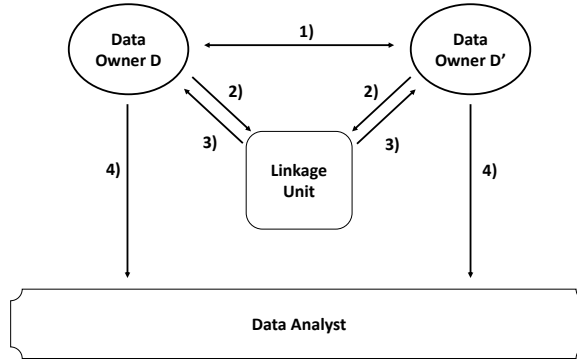 Data
Owner D
1)
Data
Owner D’
2)
2)
3)
3)
Linkage
Unit
4)
4)
Data Analyst